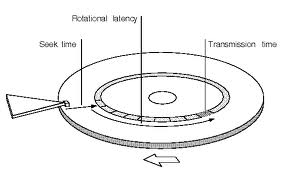 Rotational latency
Seek time
Transmission time